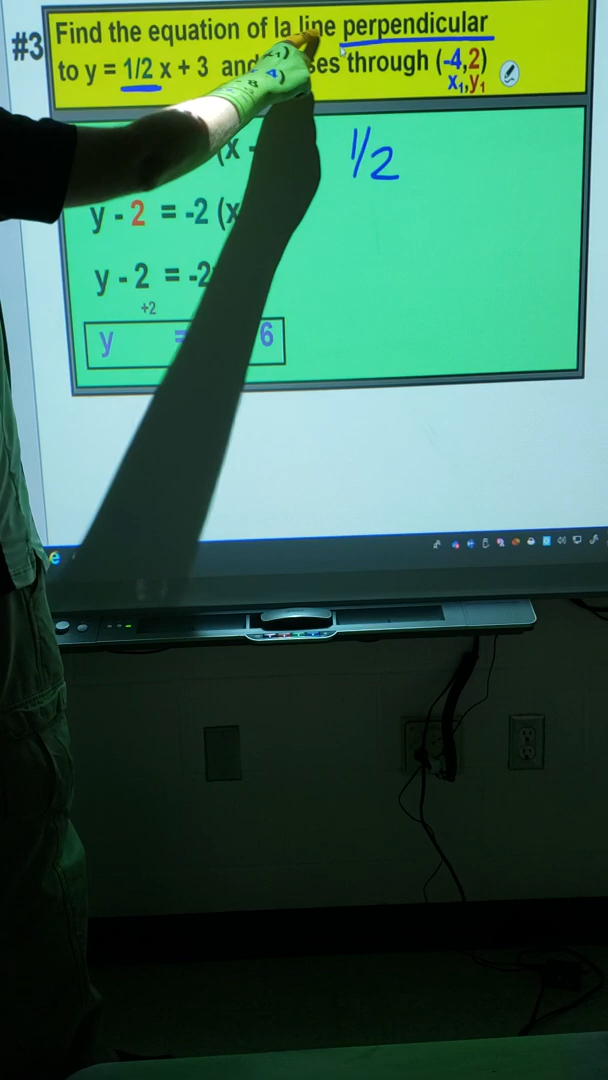 #3 Find the equation of la line perpendicular
to y = 1/2 x + 3 and through (-4,2)
x₁,y₁
(x - 1/2
y - 2 = -2 (x
y - 2 = -2
+2
y = 6